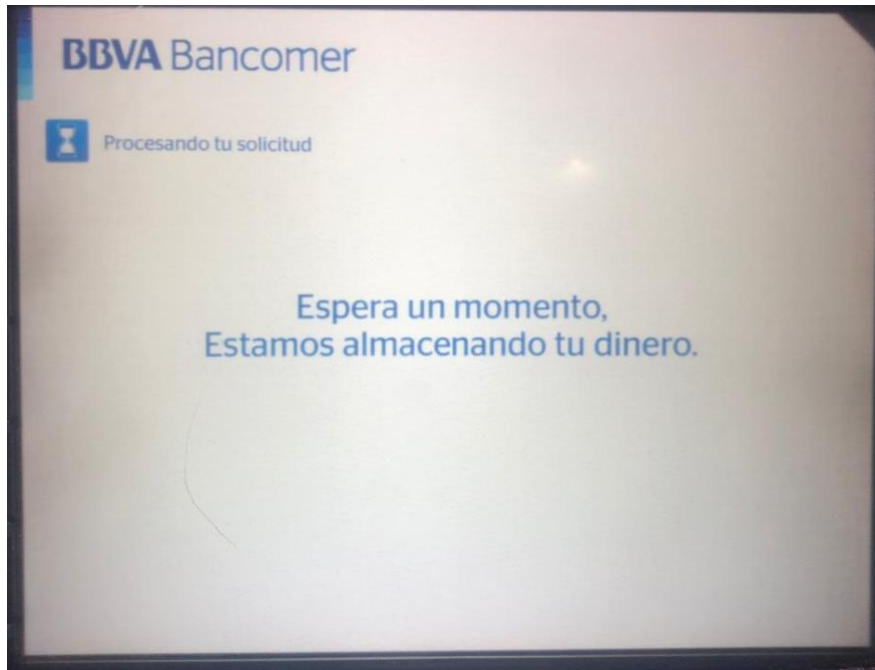 BBVA Bancomer
Procesando tu solicitud
Espera un momento,
Estamos almacenando tu dinero.